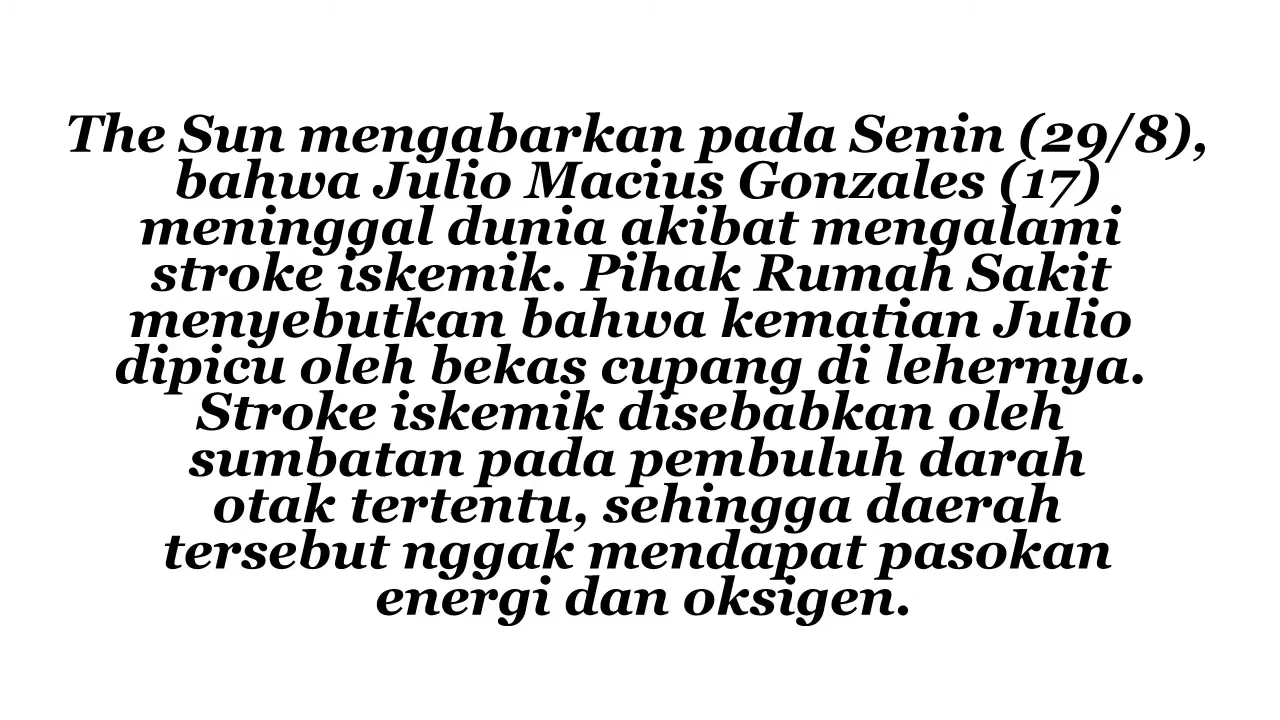 The Sun mengabarkan pada Senin (29/8),
bahwa Julio Macius Gonzales (17)
meninggal dunia akibat mengalami
stroke iskemik. Pihak Rumah Sakit
menyebutkan bahwa kematian Julio
dipicu oleh bekas cupang di lehernya.
Stroke iskemik disebabkan oleh
sumbatan pada pembuluh darah
otak tertentu, sehingga daerah
tersebut nggak mendapat pasokan
energi dan oksigen.